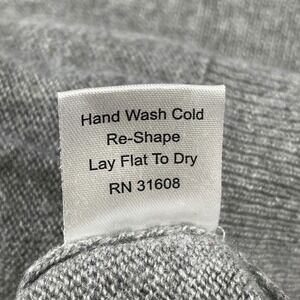 Hand Wash Cold
Re-Shape
Lay Flat To Dry
RN 31608